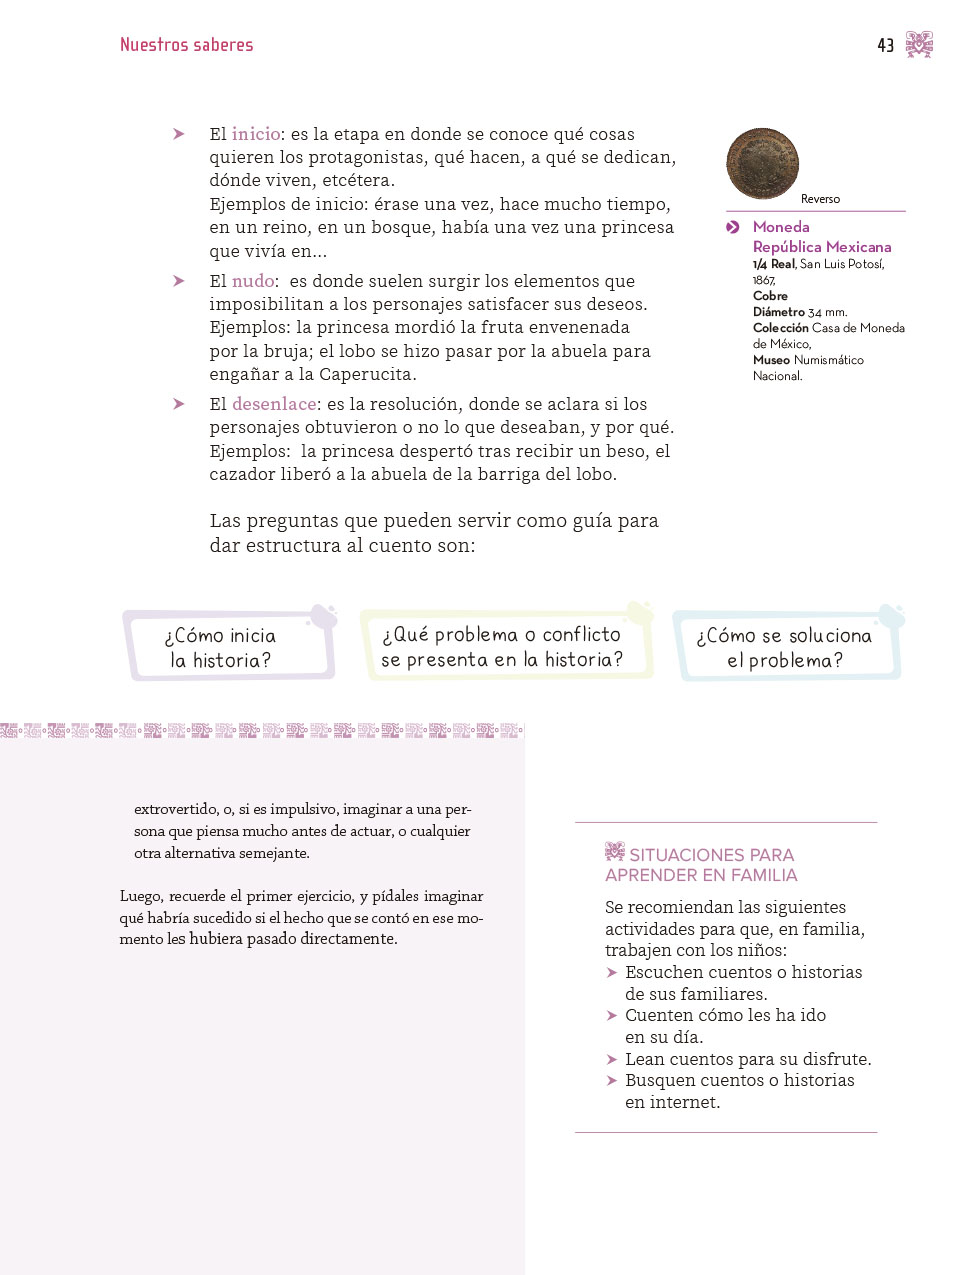 Nuestros saberes
43
El inicio: es la etapa en donde se conoce qué cosas
quieren los protagonistas, qué hacen, a qué se dedican,
dónde viven, etcétera.
Ejemplos de inicio: érase una vez, hace mucho tiempo,
en un reino, en un bosque, había una vez una princesa
que vivía en...
El nudo:  es donde suelen surgir los elementos que
imposibilitan a los personajes satisfacer sus deseos.
Ejemplos: la princesa mordió la fruta envenenada
por la bruja; el lobo se hizo pasar por la abuela para
engañar a la Caperucita.
El desenlace: es la resolución, donde se aclara si los
personajes obtuvieron o no lo que deseaban, y por qué.
Ejemplos:  la princesa despertó tras recibir un beso, el
cazador liberó a la abuela de la barriga del lobo.
Las preguntas que pueden servir como guía para
dar estructura al cuento son:
Reverso
Moneda
República Mexicana
1/4 Real, San Luis Potosí,
1867,
Cobre
Diámetro 34 mm.
Colección Casa de Moneda
de México,
Museo Numismático
Nacional.
¿Cómo inicia
la historia?
¿Qué problema o conflicto
se presenta en la historia?
¿Cómo se soluciona
el problema?
extrovertido, o, si es impulsivo, imaginar a una per-
sona que piensa mucho antes de actuar, o cualquier
otra alternativa semejante.
Luego, recuerde el primer ejercicio, y pídales imaginar
qué habría sucedido si el hecho que se contó en ese mo-
mento les hubiera pasado directamente.
SITUACIONES PARA
APRENDER EN FAMILIA
Se recomiendan las siguientes
actividades para que, en familia,
trabajen con los niños:
Escuchen cuentos o historias
de sus familiares.
Cuenten cómo les ha ido
en su día.
Lean cuentos para su disfrute.
Busquen cuentos o historias
en internet.